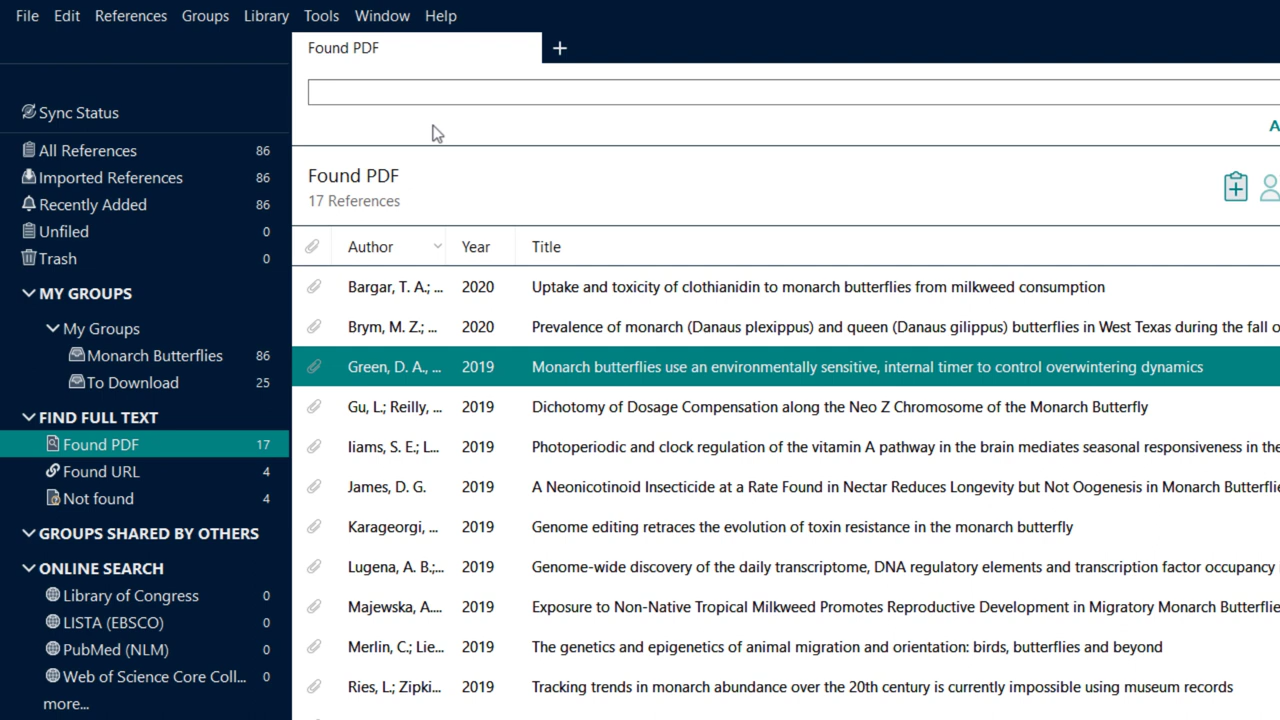 File Edit References Groups Library Tools Window Help
Found PDF
Sync Status
All References 86
Imported References 86
Recently Added 86
Unfiled 0
Trash 0
MY GROUPS
My Groups
Monarch Butterflies 86
To Download 25
FIND FULL TEXT
Found PDF 17
Found URL 4
Not found 4
GROUPS SHARED BY OTHERS
ONLINE SEARCH
Library of Congress 0
LISTA (EBSCO) 0
PubMed (NLM) 0
Web of Science Core Coll... 0
more...
A
Found PDF
17 References
Author Year Title
Bargar, T. A.; ... 2020 Uptake and toxicity of clothianidin to monarch butterflies from milkweed consumption
Brym, M. Z.; ... 2020 Prevalence of monarch (Danaus plexippus) and queen (Danaus gilippus) butterflies in West Texas during the fall o
Green, D. A., ... 2019 Monarch butterflies use an environmentally sensitive, internal timer to control overwintering dynamics
Gu, L.; Reilly, ... 2019 Dichotomy of Dosage Compensation along the Neo Z Chromosome of the Monarch Butterfly
Iiams, S. E.; L... 2019 Photoperiodic and clock regulation of the vitamin A pathway in the brain mediates seasonal responsiveness in the
James, D. G. 2019 A Neonicotinoid Insecticide at a Rate Found in Nectar Reduces Longevity but Not Oogenesis in Monarch Butterflie
Karageorgi, ... 2019 Genome editing retraces the evolution of toxin resistance in the monarch butterfly
Lugena, A. B.;... 2019 Genome-wide discovery of the daily transcriptome, DNA regulatory elements and transcription factor occupancy i
Majewska, A.... 2019 Exposure to Non-Native Tropical Milkweed Promotes Reproductive Development in Migratory Monarch Butterflie
Merlin, C.; Lie... 2019 The genetics and epigenetics of animal migration and orientation: birds, butterflies and beyond
Ries, L.; Zipki... 2019 Tracking trends in monarch abundance over the 20th century is currently impossible using museum records